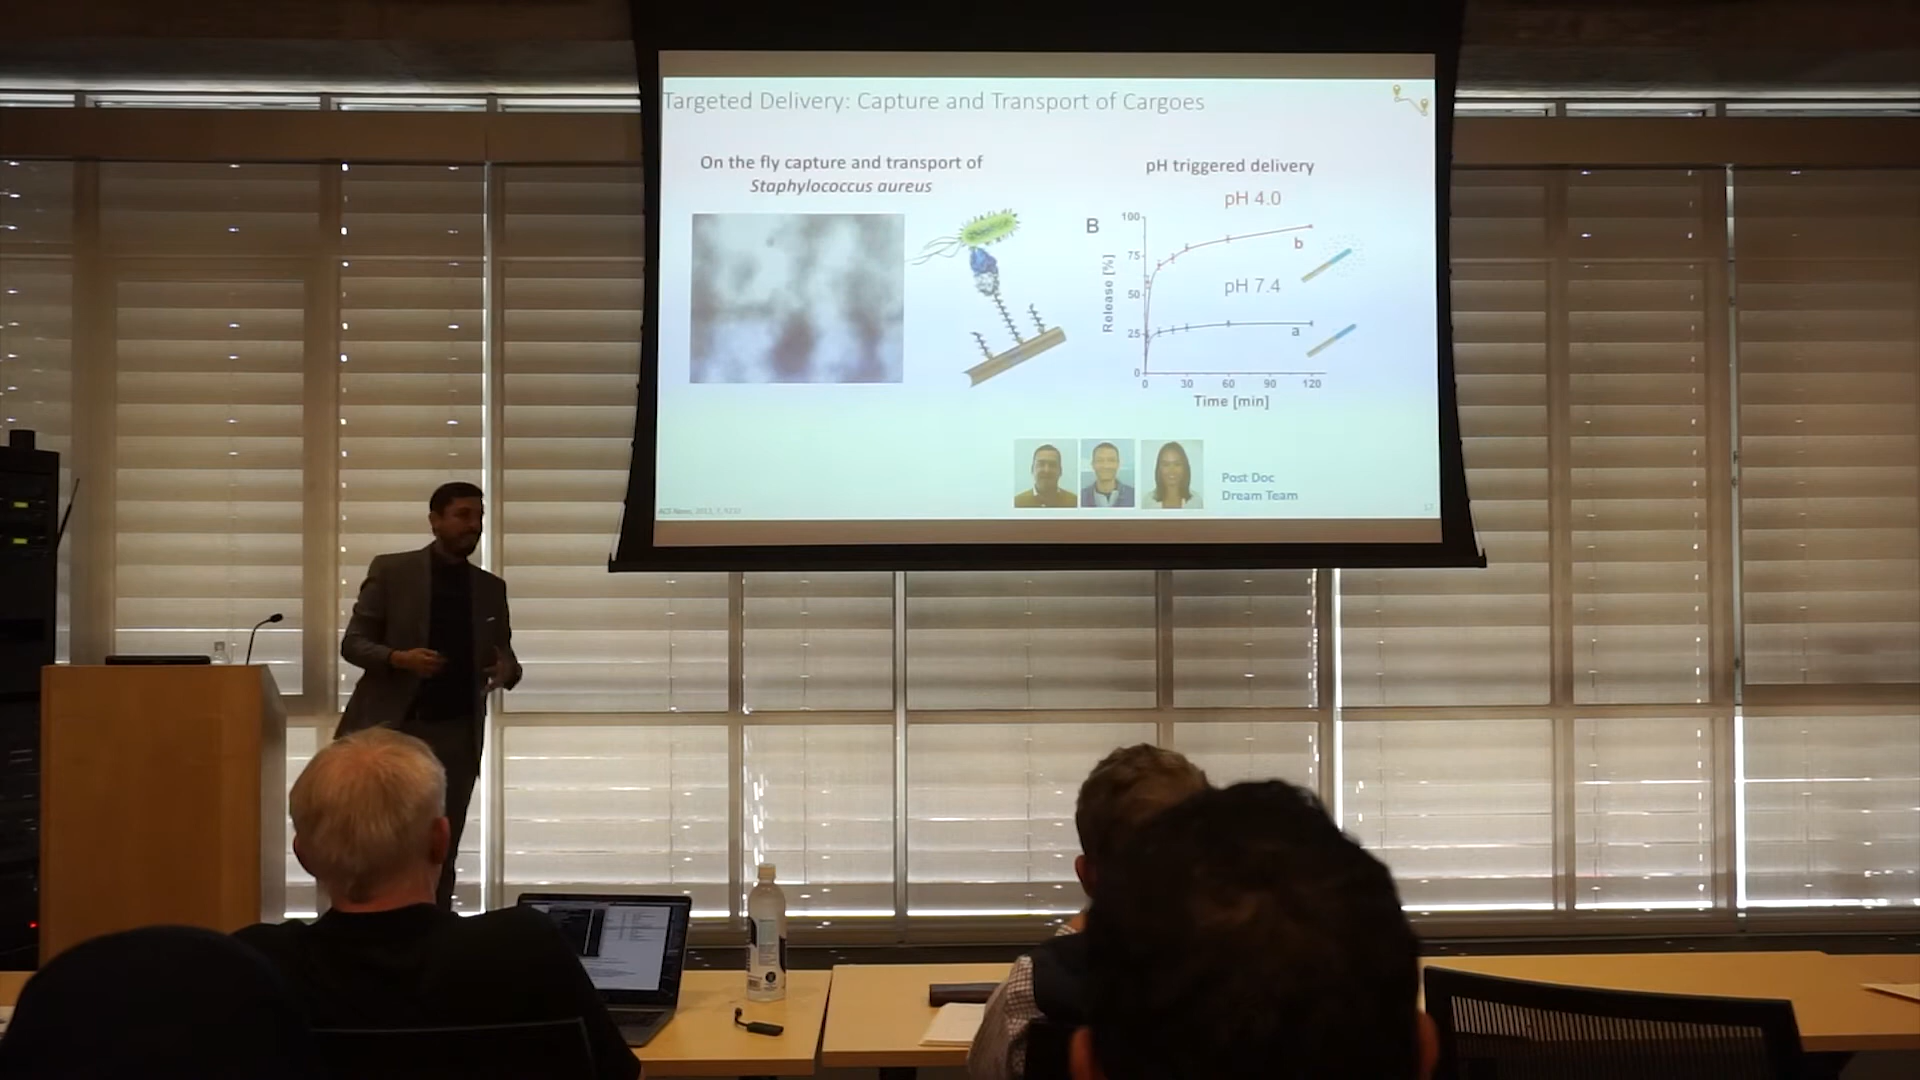 Targeted Delivery: Capture and Transport of Cargoes
On the fly capture and transport of
Staphylococcus aureus
pH triggered delivery
pH 4.0
B
100
b
75
pH 7.4
50
Release [%]
25
a
0
0 30 60 90 120
Time [min]
Post Doc
Dream Team